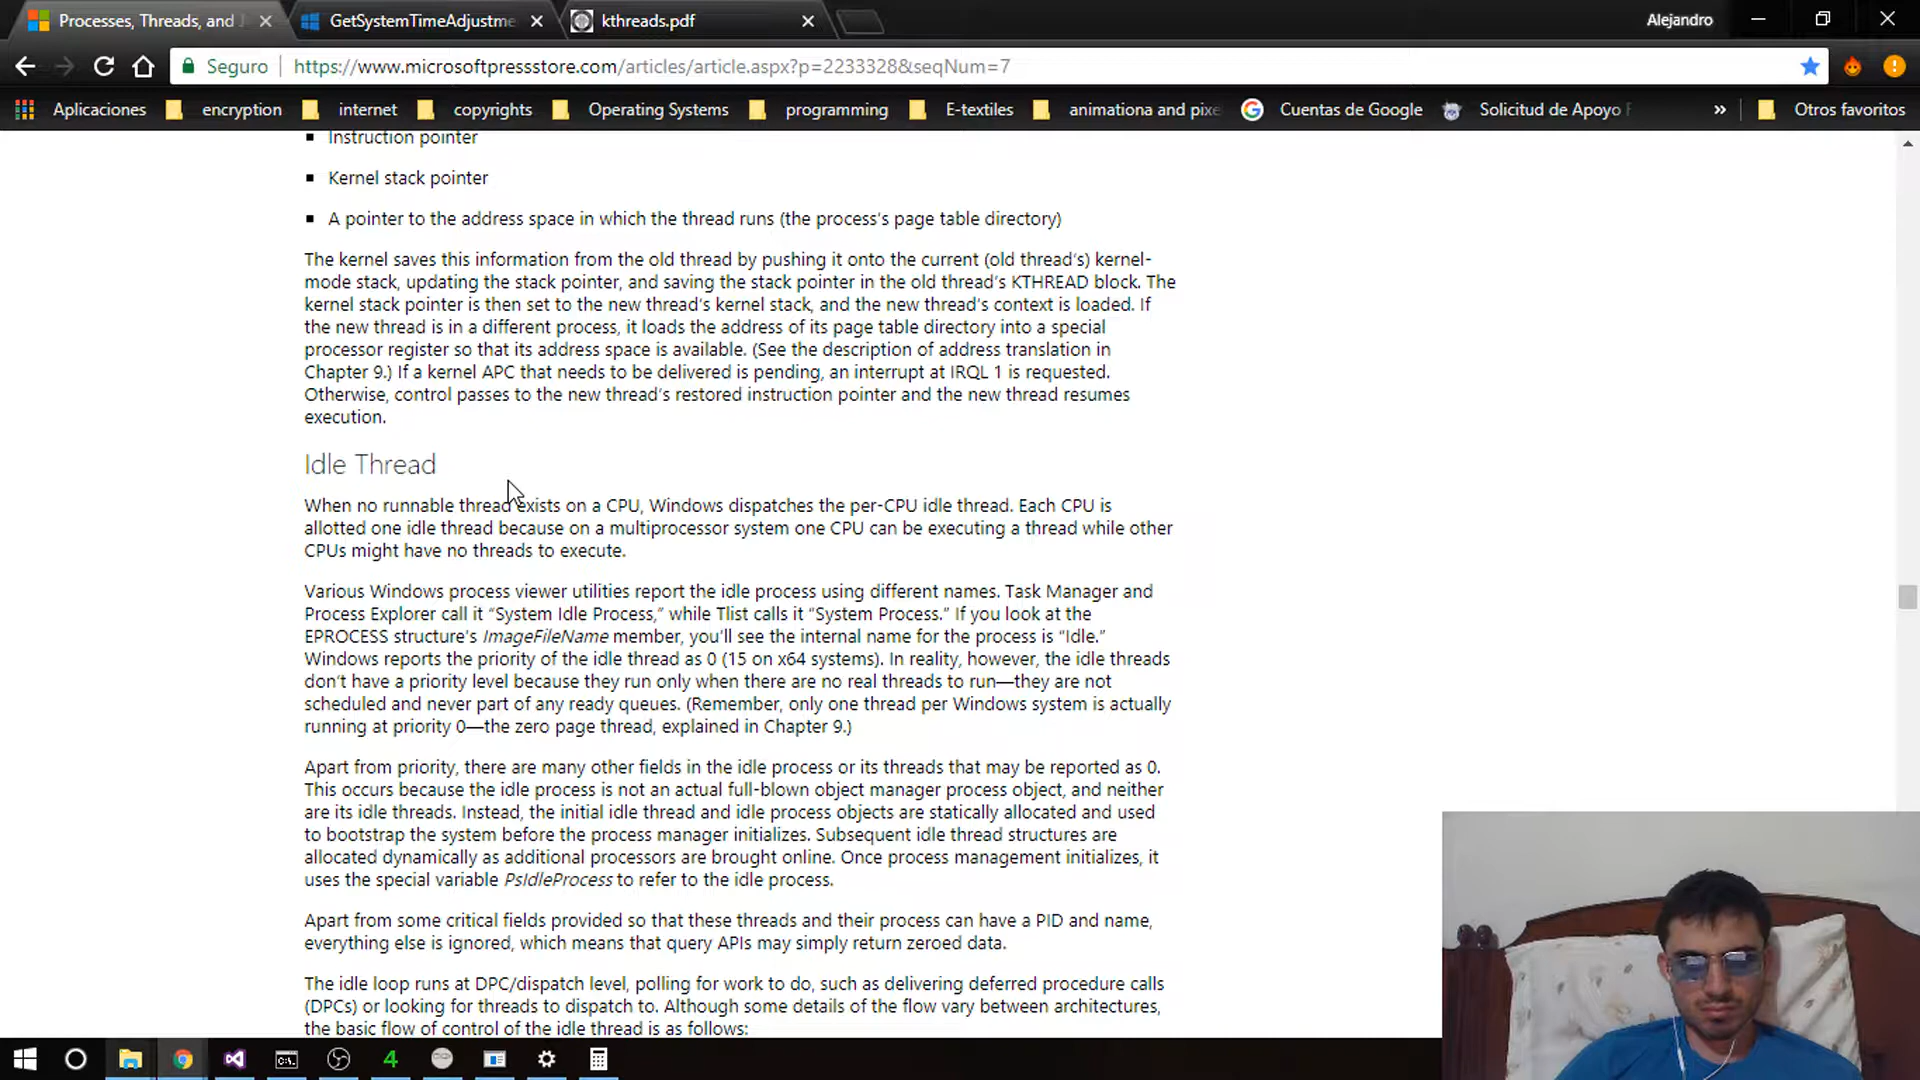 Processes, Threads, and J
GetSystemTimeAdjustme
kthreads.pdf
Alejandro
Seguro
https://www.microsoftpressstore.com/articles/article.aspx?p=2233328&seqNum=7
Aplicaciones
encryption
internet
copyrights
Operating Systems
programming
E-textiles
animationa and pixe
Cuentas de Google
Solicitud de Apoyo
»
Otros favoritos
Instruction pointer
Kernel stack pointer
A pointer to the address space in which the thread runs (the process's page table directory)
The kernel saves this information from the old thread by pushing it onto the current (old thread's) kernel-
mode stack, updating the stack pointer, and saving the stack pointer in the old thread's KTHREAD block. The
kernel stack pointer is then set to the new thread's kernel stack, and the new thread's context is loaded. If
the new thread is in a different process, it loads the address of its page table directory into a special
processor register so that its address space is available. (See the description of address translation in
Chapter 9.) If a kernel APC that needs to be delivered is pending, an interrupt at IRQL 1 is requested.
Otherwise, control passes to the new thread's restored instruction pointer and the new thread resumes
execution.
Idle Thread
When no runnable thread exists on a CPU, Windows dispatches the per-CPU idle thread. Each CPU is
allotted one idle thread because on a multiprocessor system one CPU can be executing a thread while other
CPUs might have no threads to execute.
Various Windows process viewer utilities report the idle process using different names. Task Manager and
Process Explorer call it “System Idle Process,” while Tlist calls it “System Process.” If you look at the
EPROCESS structure's ImageFileName member, you'll see the internal name for the process is “Idle.”
Windows reports the priority of the idle thread as 0 (15 on x64 systems). In reality, however, the idle threads
don't have a priority level because they run only when there are no real threads to run—they are not
scheduled and never part of any ready queues. (Remember, only one thread per Windows system is actually
running at priority 0—the zero page thread, explained in Chapter 9.)
Apart from priority, there are many other fields in the idle process or its threads that may be reported as 0.
This occurs because the idle process is not an actual full-blown object manager process object, and neither
are its idle threads. Instead, the initial idle thread and idle process objects are statically allocated and used
to bootstrap the system before the process manager initializes. Subsequent idle thread structures are
allocated dynamically as additional processors are brought online. Once process management initializes, it
uses the special variable PsIdleProcess to refer to the idle process.
Apart from some critical fields provided so that these threads and their process can have a PID and name,
everything else is ignored, which means that query APIs may simply return zeroed data.
The idle loop runs at DPC/dispatch level, polling for work to do, such as delivering deferred procedure calls
(DPCs) or looking for threads to dispatch to. Although some details of the flow vary between architectures,
the basic flow of control of the idle thread is as follows:
4